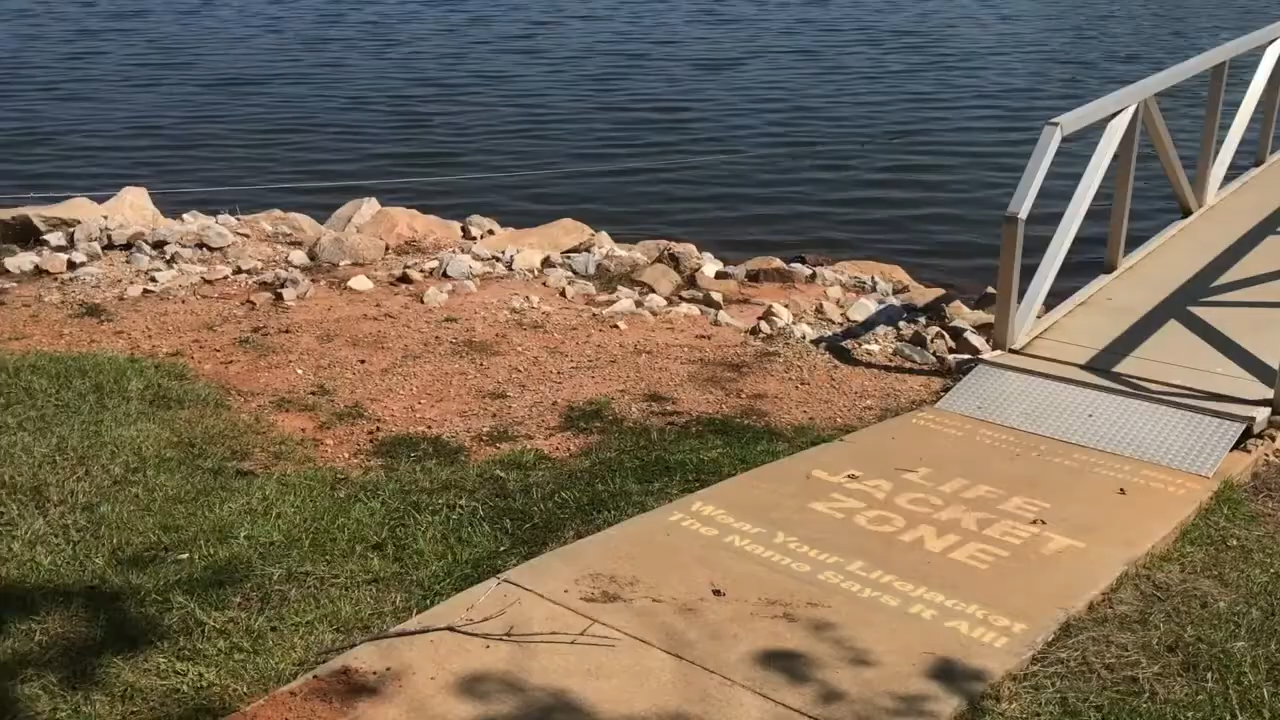 LIFE
JACKET
ZONE
Wear Your Lifejacket
The Name Says It All!